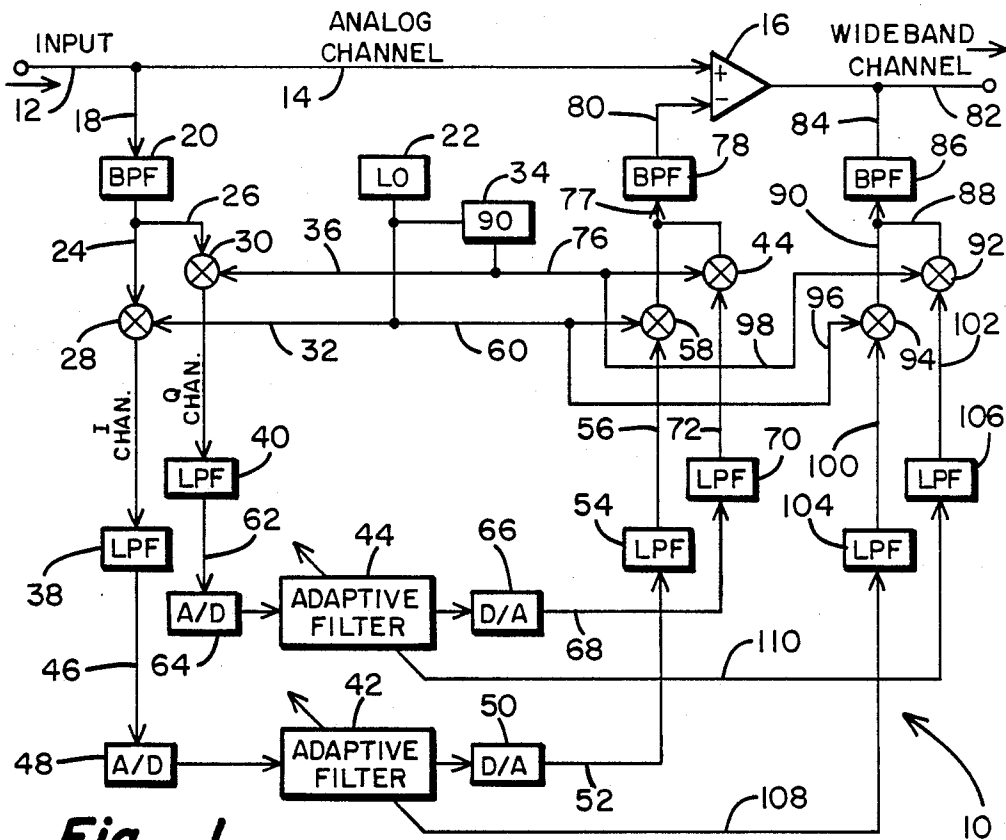 INPUT
ANALOG
CHANNEL
16
WIDEBAND
CHANNEL
12
14
+
−
80
82
18
84
20
22
78
86
BPF
LO
34
BPF
BPF
26
90
77
90
88
24
30
36
76
44
92
96
28
32
60
58
98
94
102
I
CHAN.
Q
CHAN.
56
72
100
40
70
106
LPF
LPF
LPF
62
54
104
LPF
44
66
LPF
LPF
38
A/D
ADAPTIVE
FILTER
D/A
64
68
110
46
42
50
48
A/D
ADAPTIVE
FILTER
D/A
52
108
10
Fig. 1